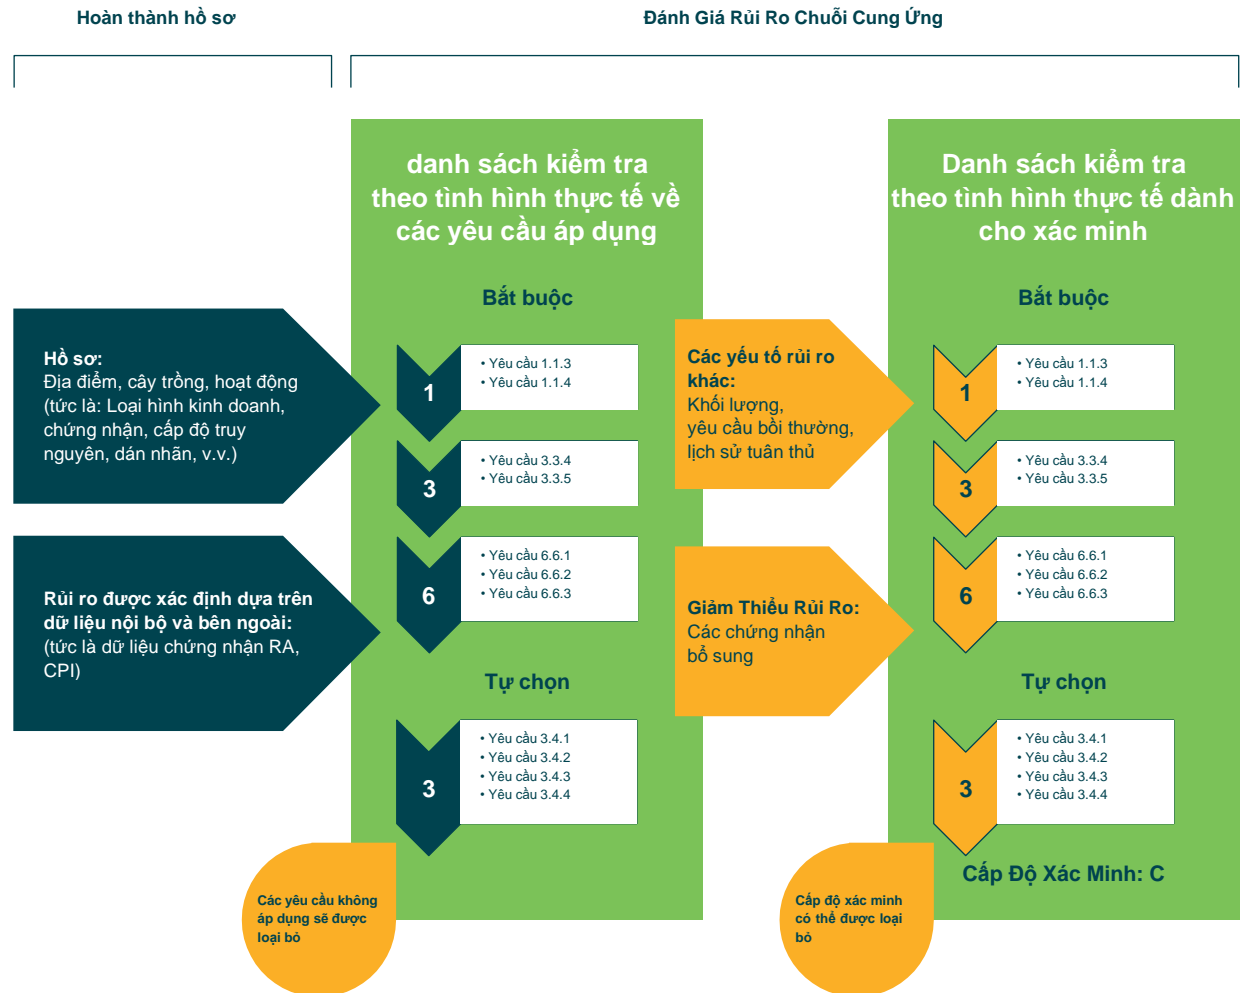 Hoàn thành hồ sơ
Đánh Giá Rủi Ro Chuỗi Cung Ứng
danh sách kiểm tra
theo tình hình thực tế về
các yêu cầu áp dụng
Bắt buộc
Hồ sơ:
Địa điểm, cây trồng, hoạt động
(tức là: Loại hình kinh doanh,
chứng nhận, cấp độ truy
nguyên, dán nhãn, v.v.)
Rủi ro được xác định dựa trên
dữ liệu nội bộ và bên ngoài:
(tức là dữ liệu chứng nhận RA,
CPI)
1
• Yêu cầu 1.1.3
• Yêu cầu 1.1.4
3
• Yêu cầu 3.3.4
• Yêu cầu 3.3.5
6
• Yêu cầu 6.6.1
• Yêu cầu 6.6.2
• Yêu cầu 6.6.3
Tự chọn
3
• Yêu cầu 3.4.1
• Yêu cầu 3.4.2
• Yêu cầu 3.4.3
• Yêu cầu 3.4.4
Các yêu cầu không
áp dụng sẽ được
loại bỏ
Các yếu tố rủi ro
khác:
Khối lượng,
yêu cầu bồi thường,
lịch sử tuân thủ
Giảm Thiểu Rủi Ro:
Các chứng nhận
bổ sung
Danh sách kiểm tra
theo tình hình thực tế dành
cho xác minh
Bắt buộc
1
• Yêu cầu 1.1.3
• Yêu cầu 1.1.4
3
• Yêu cầu 3.3.4
• Yêu cầu 3.3.5
6
• Yêu cầu 6.6.1
• Yêu cầu 6.6.2
• Yêu cầu 6.6.3
Tự chọn
3
• Yêu cầu 3.4.1
• Yêu cầu 3.4.2
• Yêu cầu 3.4.3
• Yêu cầu 3.4.4
Cấp Độ Xác Minh: C
Cấp độ xác minh
có thể được loại
bỏ